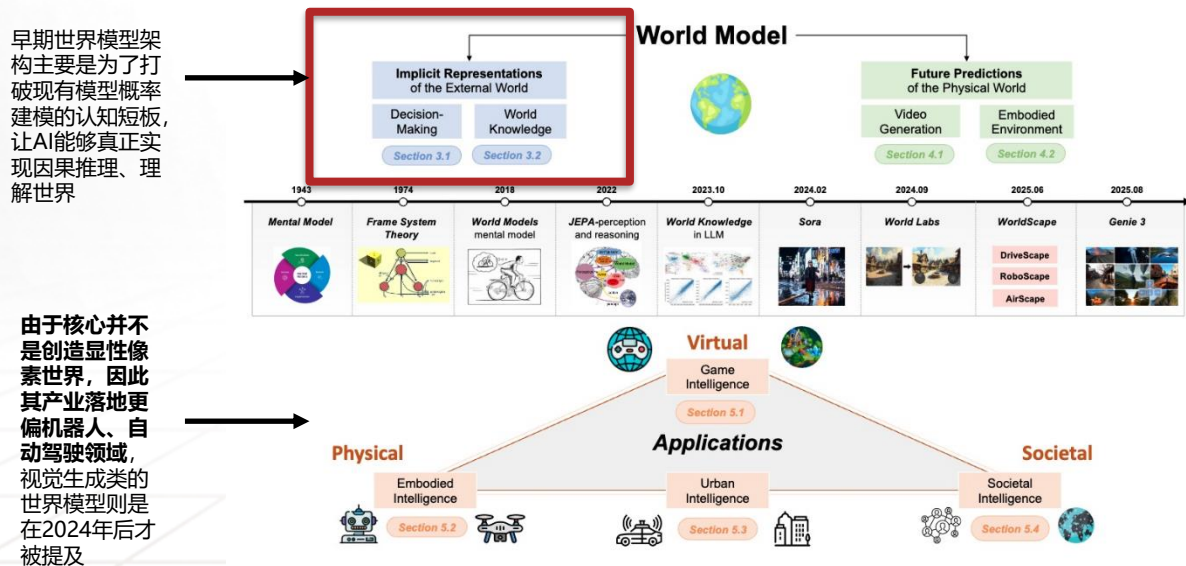 早期世界模型架
构主要是为了打
破现有模型概率
建模的认知短板，
让AI能够真正实
现因果推理、理
解世界
World Model
Implicit Representations
of the External World
Decision-
Making
World
Knowledge
Section 3.1
Section 3.2
Future Predictions
of the Physical World
Video
Generation
Embodied
Environment
Section 4.1
Section 4.2
1943
1974
2018
2022
2023.10
2024.02
2024.09
2025.06
2025.08
Mental Model
Frame System
Theory
World Models
mental model
JEPA-perception
and reasoning
World Knowledge
in LLM
Sora
World Labs
WorldScape
DriveScape
RoboScape
AirScape
Genie 3
由于核心并不
是创造显性像
素世界，因此
其产业落地更
偏机器人、自
动驾驶领域，
视觉生成类的
世界模型则是
在2024年后才
被提及
Virtual
Game
Intelligence
Section 5.1
Applications
Physical
Embodied
Intelligence
Section 5.2
Urban
Intelligence
Section 5.3
Societal
Societal
Intelligence
Section 5.4